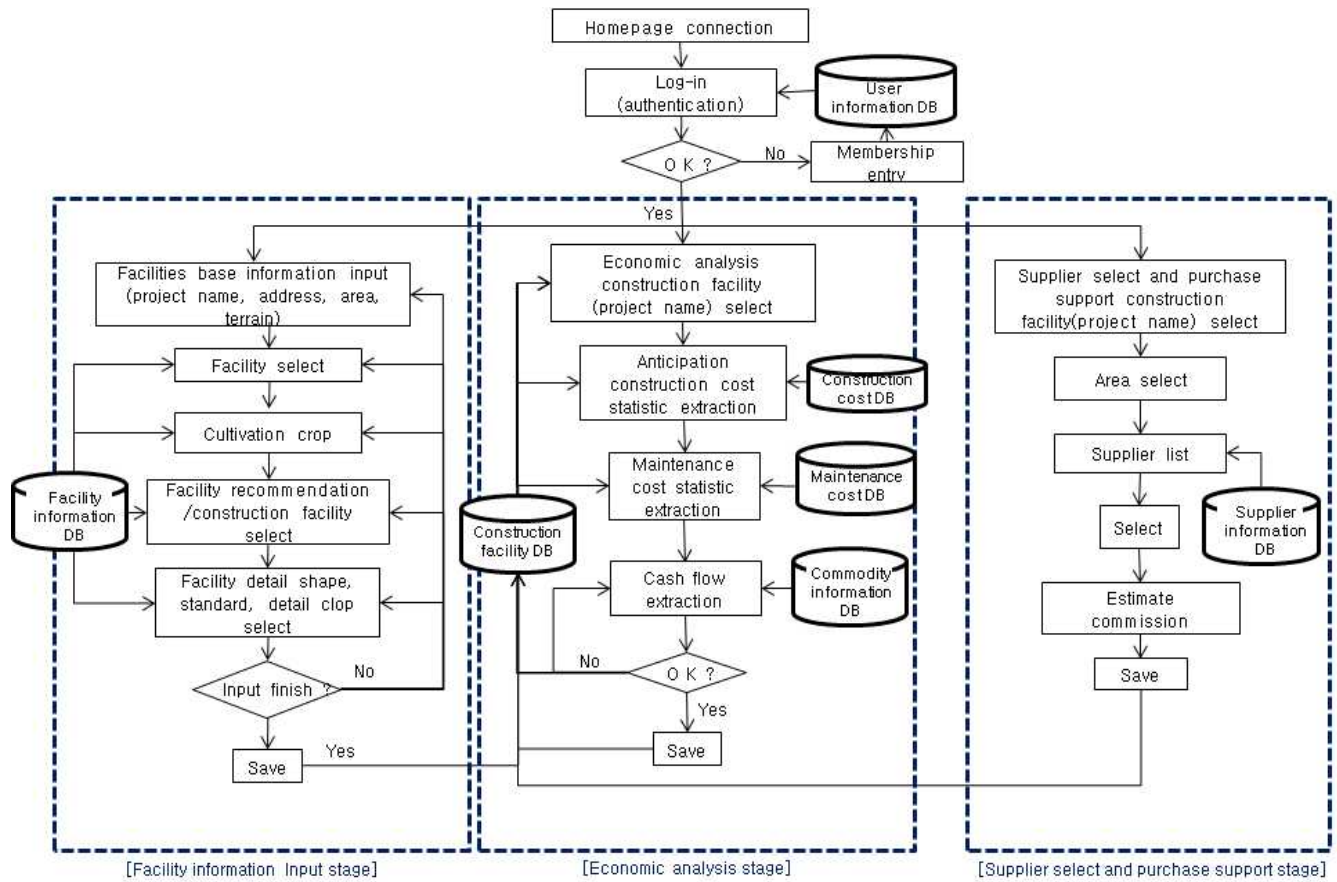 Homepage connection
Log-in
(authentication)
User
information DB
O K ?
No
Membership
entry
Yes
Facilities base information input
(project name, address, area,
terrain)
Facility select
Cultivation crop
Facility recommendation
/construction facility
select
Facility
information
DB
Facility detail shape,
standard, detail clop
select
Input finish ?
No
Yes
Save
Economic analysis
construction facility
(project name) select
Anticipation
construction cost
statistic extraction
Construction
cost DB
Maintenance
cost statistic
extraction
Maintenance
cost DB
Construction
facility DB
Cash flow
extraction
Commodity
information
DB
No
O K ?
Yes
Save
Supplier select and purchase
support construction
facility(project name) select
Area select
Supplier list
Select
Supplier
information
DB
Estimate
commission
Save
[Facility information Input stage]
[Economic analysis stage]
[Supplier select and purchase support stage]